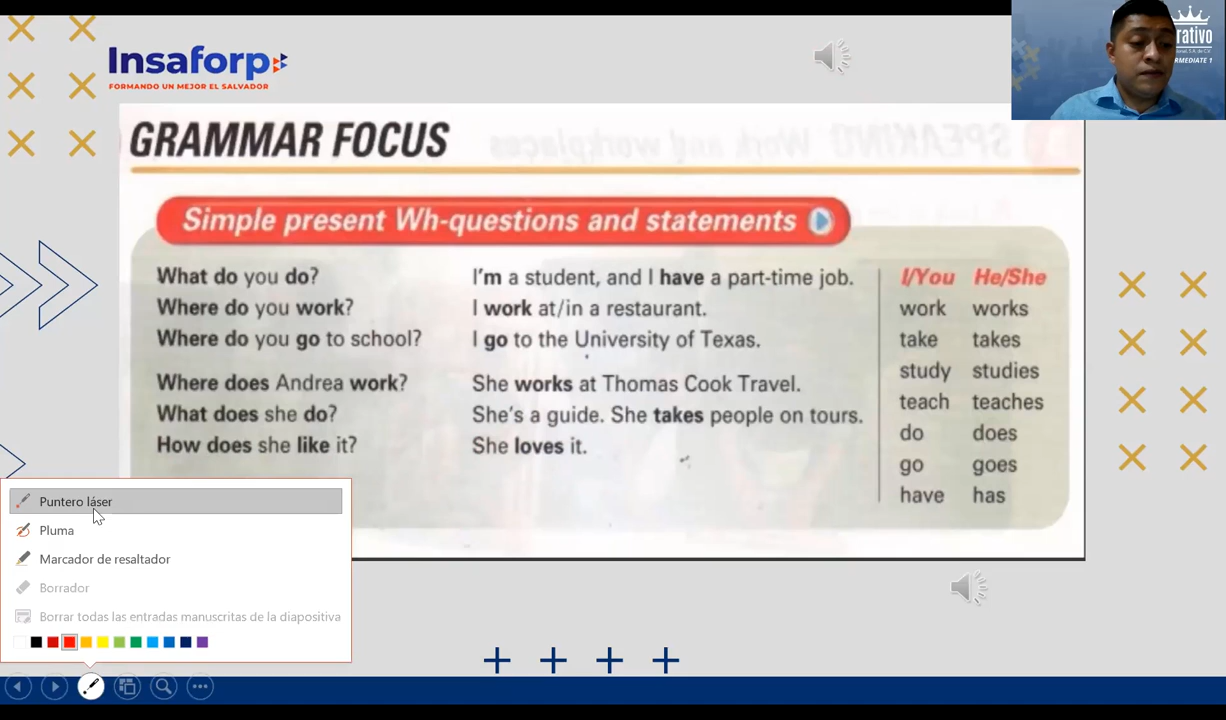 Insaforp
FORMANDO UN MEJOR EL SALVADOR
rativo
RMEDIATE 1
GRAMMAR FOCUS
SPEAKING Work and workplaces
Simple present Wh-questions and statements
What do you do? I'm a student, and I have a part-time job. I/You He/She
Where do you work? I work at/in a restaurant. work works
Where do you go to school? I go to the University of Texas. take takes
study studies
Where does Andrea work? She works at Thomas Cook Travel.
teach teaches
What does she do? She's a guide. She takes people on tours.
do does
How does she like it? She loves it.
go goes
have has
Puntero láser
Pluma
Marcador de resaltador
Borrador
Borrar todas las entradas manuscritas de la diapositiva